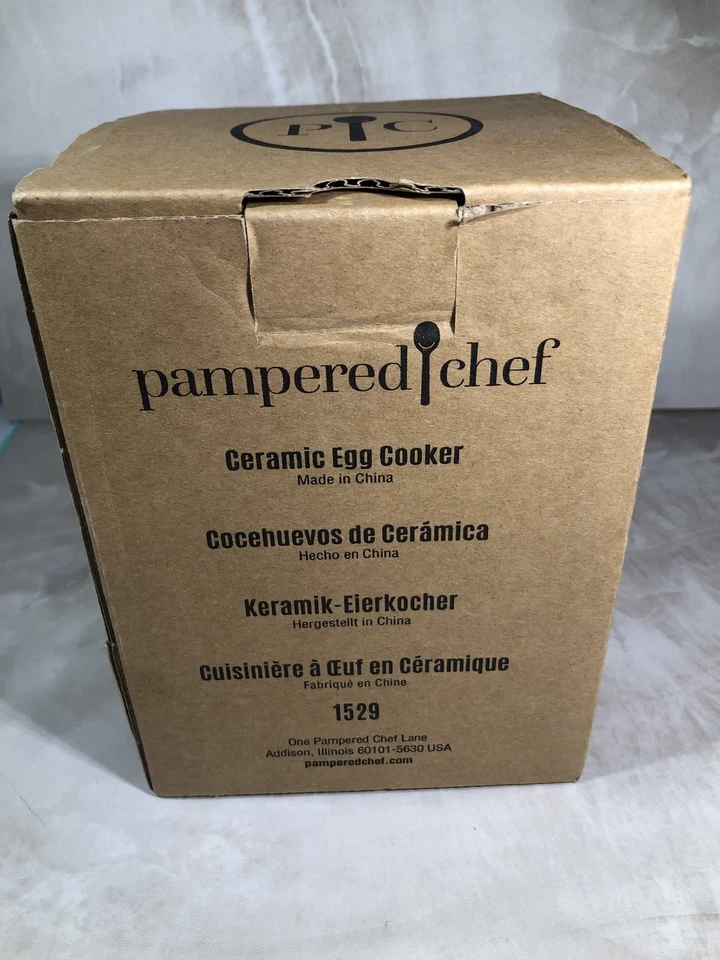 P C
pampered chef
Ceramic Egg Cooker
Made in China
Cocehuevos de Cerámica
Hecho en China
Keramik-Eierkocher
Hergestellt in China
Cuisinière à Œuf en Céramique
Fabriqué en Chine
1529
One Pampered Chef Lane
Addison, Illinois 60101-5630 USA
pamperedchef.com